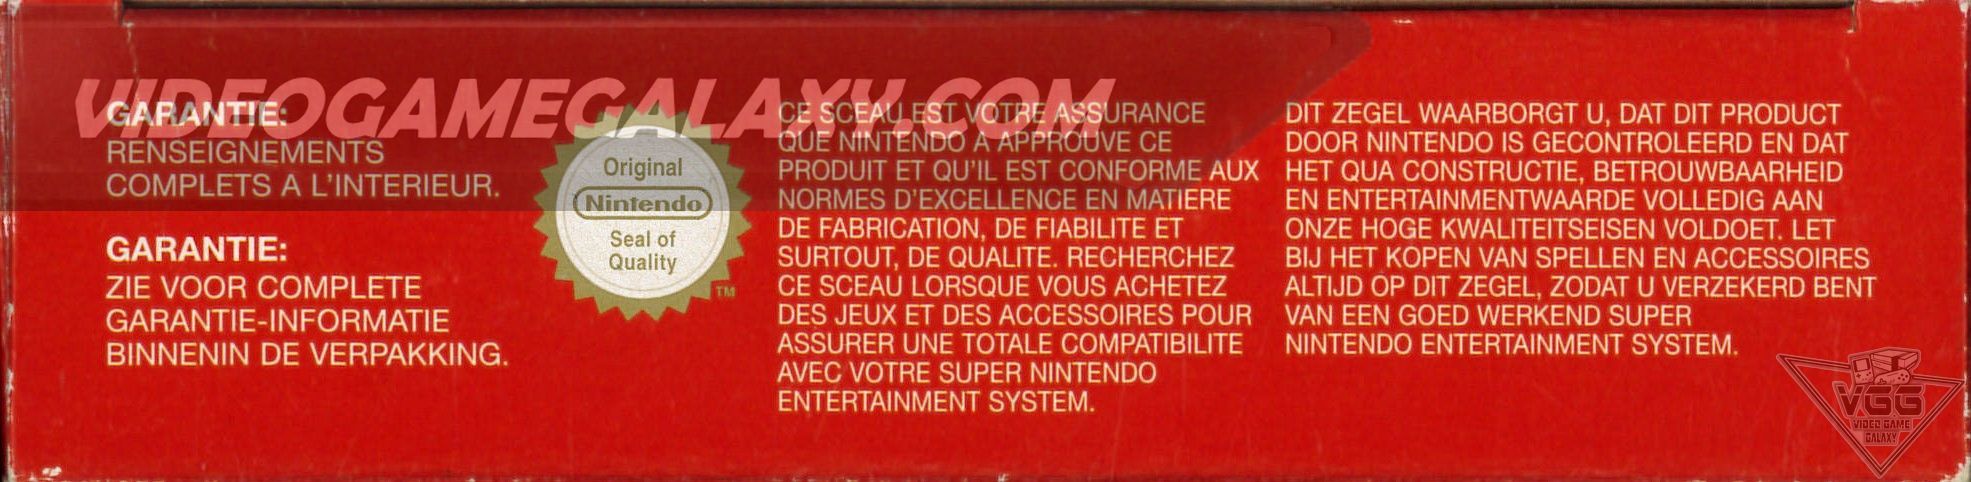 VIDEOGAMEGALAXY.COM
GARANTIE:
RENSEIGNEMENTS
COMPLETS A L'INTERIEUR.
GARANTIE:
ZIE VOOR COMPLETE
GARANTIE-INFORMATIE
BINNENIN DE VERPAKKING.
Original
Nintendo
Seal of
Quality
TM
CE SCEAU EST VOTRE ASSURANCE
QUE NINTENDO A APPROUVE CE
PRODUIT ET QU'IL EST CONFORME AUX
NORMES D'EXCELLENCE EN MATIERE
DE FABRICATION, DE FIABILITE ET
SURTOUT, DE QUALITE. RECHERCHEZ
CE SCEAU LORSQUE VOUS ACHETEZ
DES JEUX ET DES ACCESSOIRES POUR
ASSURER UNE TOTALE COMPATIBILITE
AVEC VOTRE SUPER NINTENDO
ENTERTAINMENT SYSTEM.
DIT ZEGEL WAARBORGT U, DAT DIT PRODUCT
DOOR NINTENDO IS GECONTROLEERD EN DAT
HET QUA CONSTRUCTIE, BETROUWBAARHEID
EN ENTERTAINMENTWAARDE VOLLEDIG AAN
ONZE HOGE KWALITEITSEISEN VOLDOET. LET
BIJ HET KOPEN VAN SPELLEN EN ACCESSOIRES
ALTIJD OP DIT ZEGEL, ZODAT U VERZEKERD BENT
VAN EEN GOED WERKEND SUPER
NINTENDO ENTERTAINMENT SYSTEM.
VGG
VIDEO GAME
GALAXY